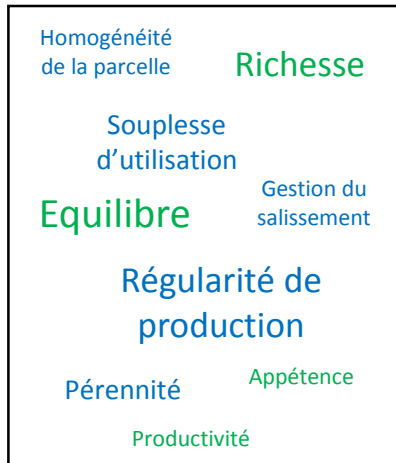 Homogénéité
de la parcelle
Richesse
Souplesse
d’utilisation
Gestion du
salissement
Equilibre
Régularité de
production
Appétence
Pérennité
Productivité